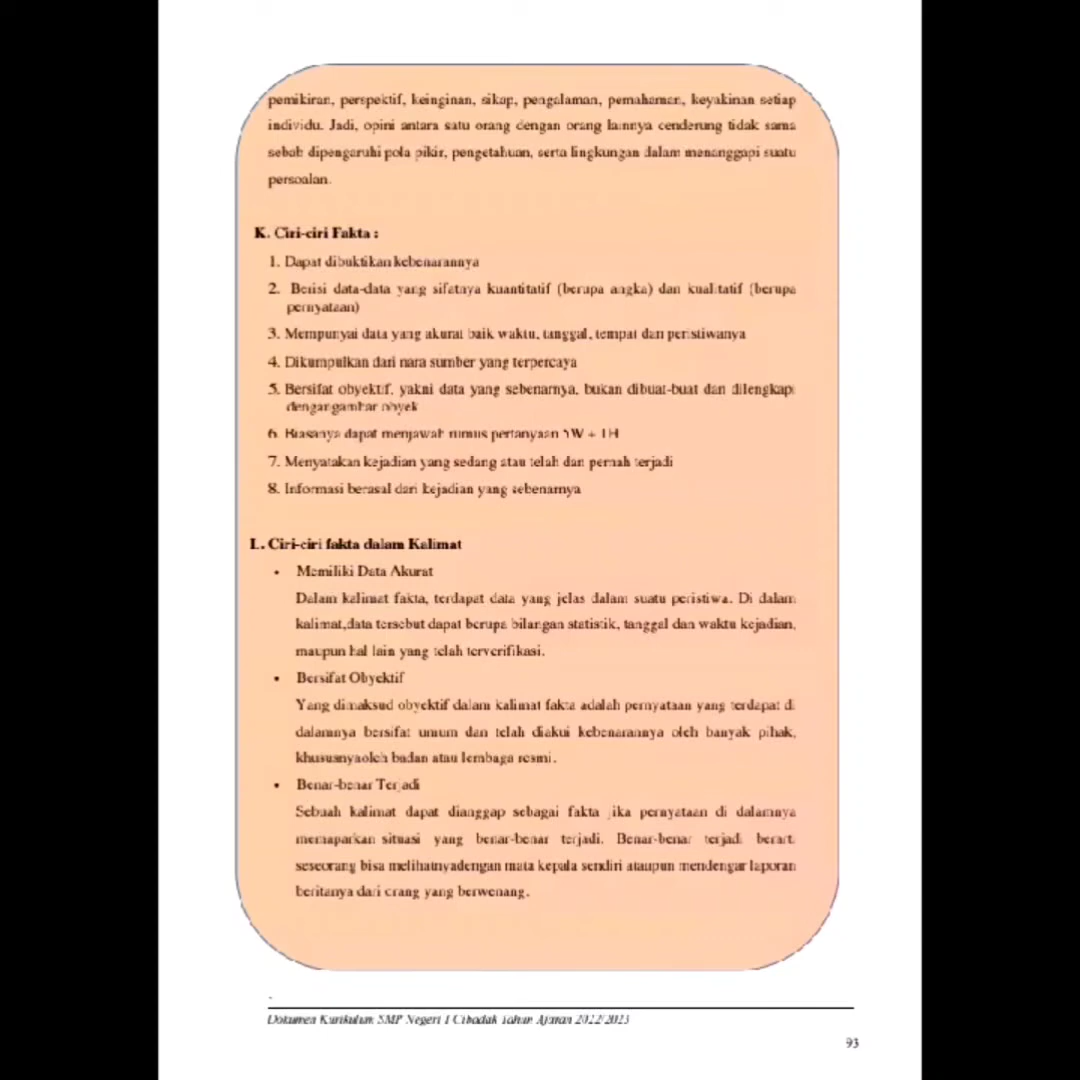 pemikiran, perspektif, keinginan, sikap, pengalaman, pemahaman, keyakinan setiap
individu. Jadi, opini antara satu orang dengan orang lainnya cenderung tidak sama
sebab dipengaruhi pola pikir, pengetahuan, serta lingkungan dalam menanggapi suatu
persoalan.
K. Ciri-ciri Fakta :
1. Dapat dibuktikan kebenarannya
2. Berisi data-data yang sifatnya kuantitatif (berupa angka) dan kualitatif (berupa
pernyataan)
3. Mempunyai data yang akurat baik waktu, tanggal, tempat dan peristiwanya
4. Dikumpulkan dari nara sumber yang terpercaya
5. Bersifat obyektif, yakni data yang sebenarnya, bukan dibuat-buat dan dilengkapi
dengan gambar obyek
6. Biasanya dapat menjawab rumus pertanyaan 5W + 1H
7. Menyatakan kejadian yang sedang atau telah dan pernah terjadi
8. Informasi berasal dari kejadian yang sebenarnya
L. Ciri-ciri fakta dalam Kalimat
• Memiliki Data Akurat
Dalam kalimat fakta, terdapat data yang jelas dalam suatu peristiwa. Di dalam
kalimat,data tersebut dapat berupa bilangan statistik, tanggal dan waktu kejadian,
maupun hal lain yang telah terverifikasi.
• Bersifat Obyektif
Yang dimaksud obyektif dalam kalimat fakta adalah pernyataan yang terdapat di
dalamnya bersifat umum dan telah diakui kebenarannya oleh banyak pihak,
khususnyaoleh badan atau lembaga resmi.
• Benar-benar Terjadi
Sebuah kalimat dapat dianggap sebagai fakta jika pernyataan di dalamnya
memaparkan situasi yang benar-benar terjadi. Benar-benar terjadi berarti
seseorang bisa melihatnyadengan mata kepala sendiri ataupun mendengar laporan
beritanya dari orang yang berwenang.
Dokumen Kurikulum SMP Negeri 1 Cibadak Tahun Ajaran 2022/2023
93